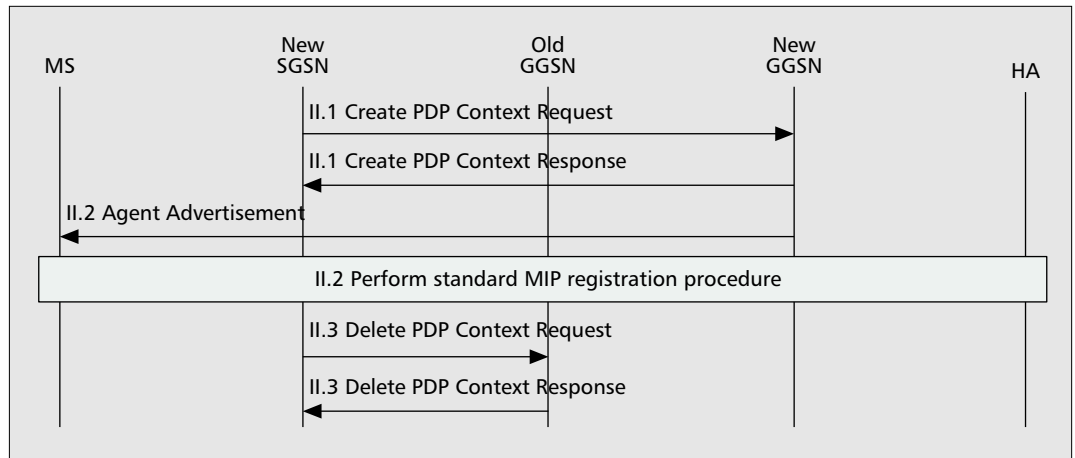 MS
New
SGSN
Old
GGSN
New
GGSN
HA
II.1 Create PDP Context Request
II.1 Create PDP Context Response
II.2 Agent Advertisement
II.2 Perform standard MIP registration procedure
II.3 Delete PDP Context Request
II.3 Delete PDP Context Response